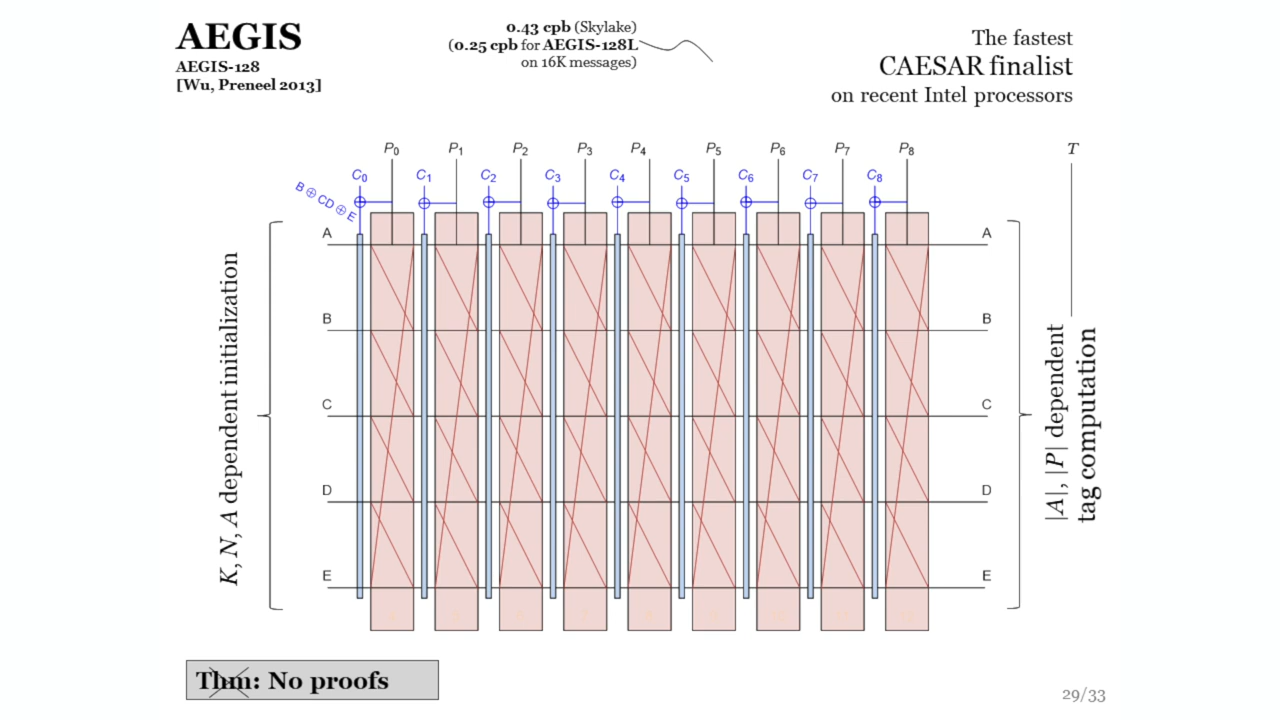 AEGIS
AEGIS-128
[Wu, Preneel 2013]
0.43 cpb (Skylake)
(0.25 cpb for AEGIS-128L
on 16K messages)
The fastest
CAESAR finalist
on recent Intel processors
P0 P1 P2 P3 P4 P5 P6 P7 P8 T
C0 C1 C2 C3 C4 C5 C6 C7 C8
B ⊕ CD ⊕ E
A A
B B
C C
D D
E E
K, N, A dependent initialization
|A|, |P| dependent
tag computation
Thm: No proofs
29/33